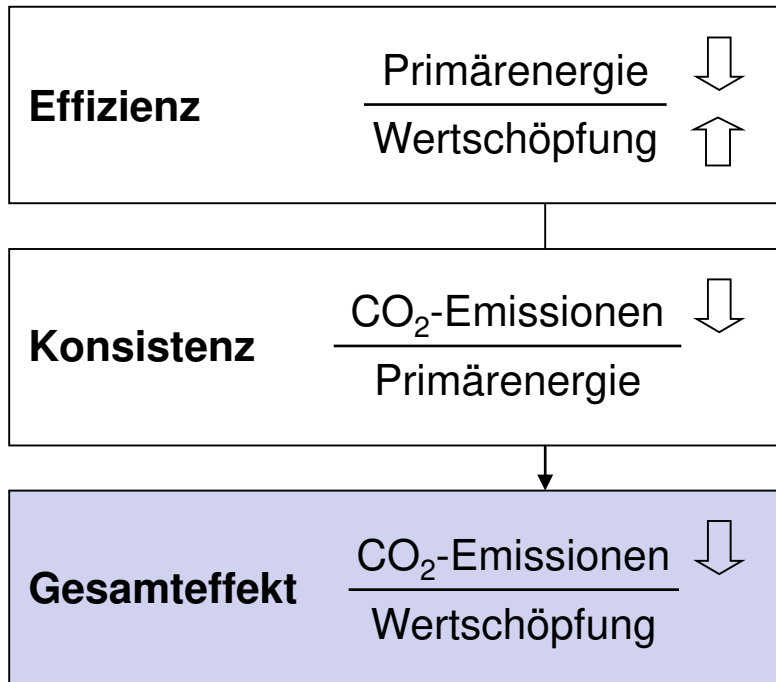 Effizienz
Primärenergie
Wertschöpfung
Konsistenz
CO₂-Emissionen
Primärenergie
Gesamteffekt
CO₂-Emissionen
Wertschöpfung